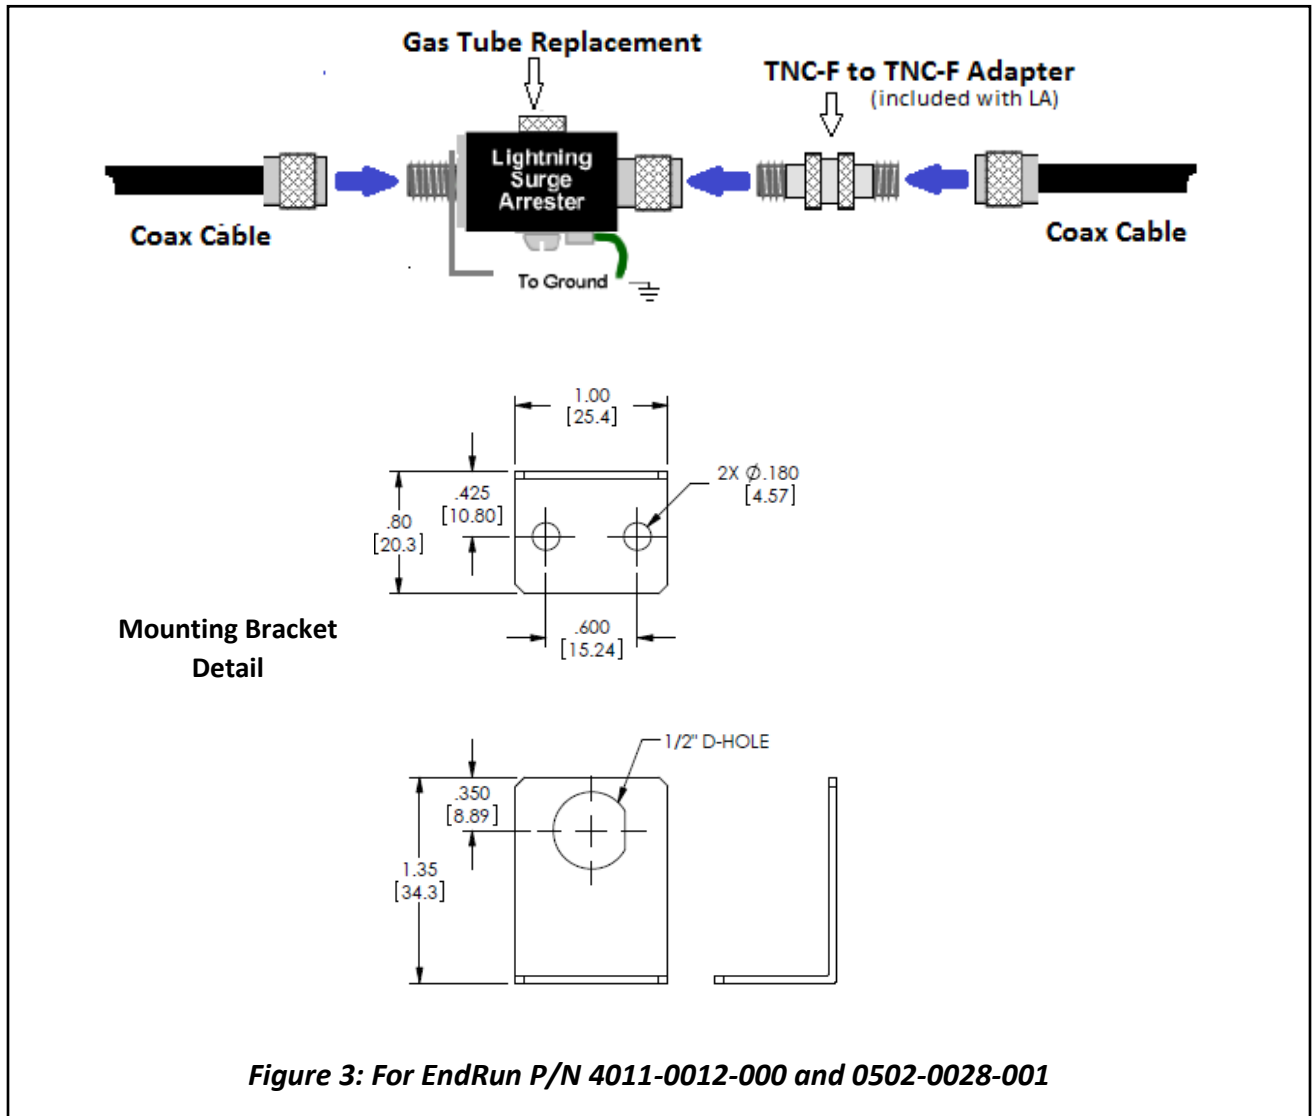 Gas Tube Replacement
TNC-F to TNC-F Adapter
(included with LA)
Lightning
Surge
Arrester
Coax Cable
Coax Cable
To Ground
1.00
[25.4]
.425
[10.80]
.80
[20.3]
2X Ø.180
[4.57]
.600
[15.24]
Mounting Bracket
Detail
1/2" D-HOLE
.350
[8.89]
1.35
[34.3]
Figure 3: For EndRun P/N 4011-0012-000 and 0502-0028-001